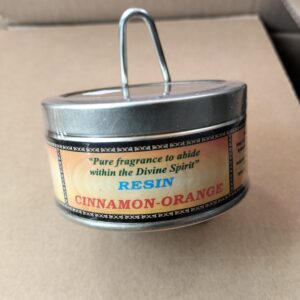 "Pure fragrance to abide
within the Divine Spirit"
RESIN
CINNAMON-ORANGE